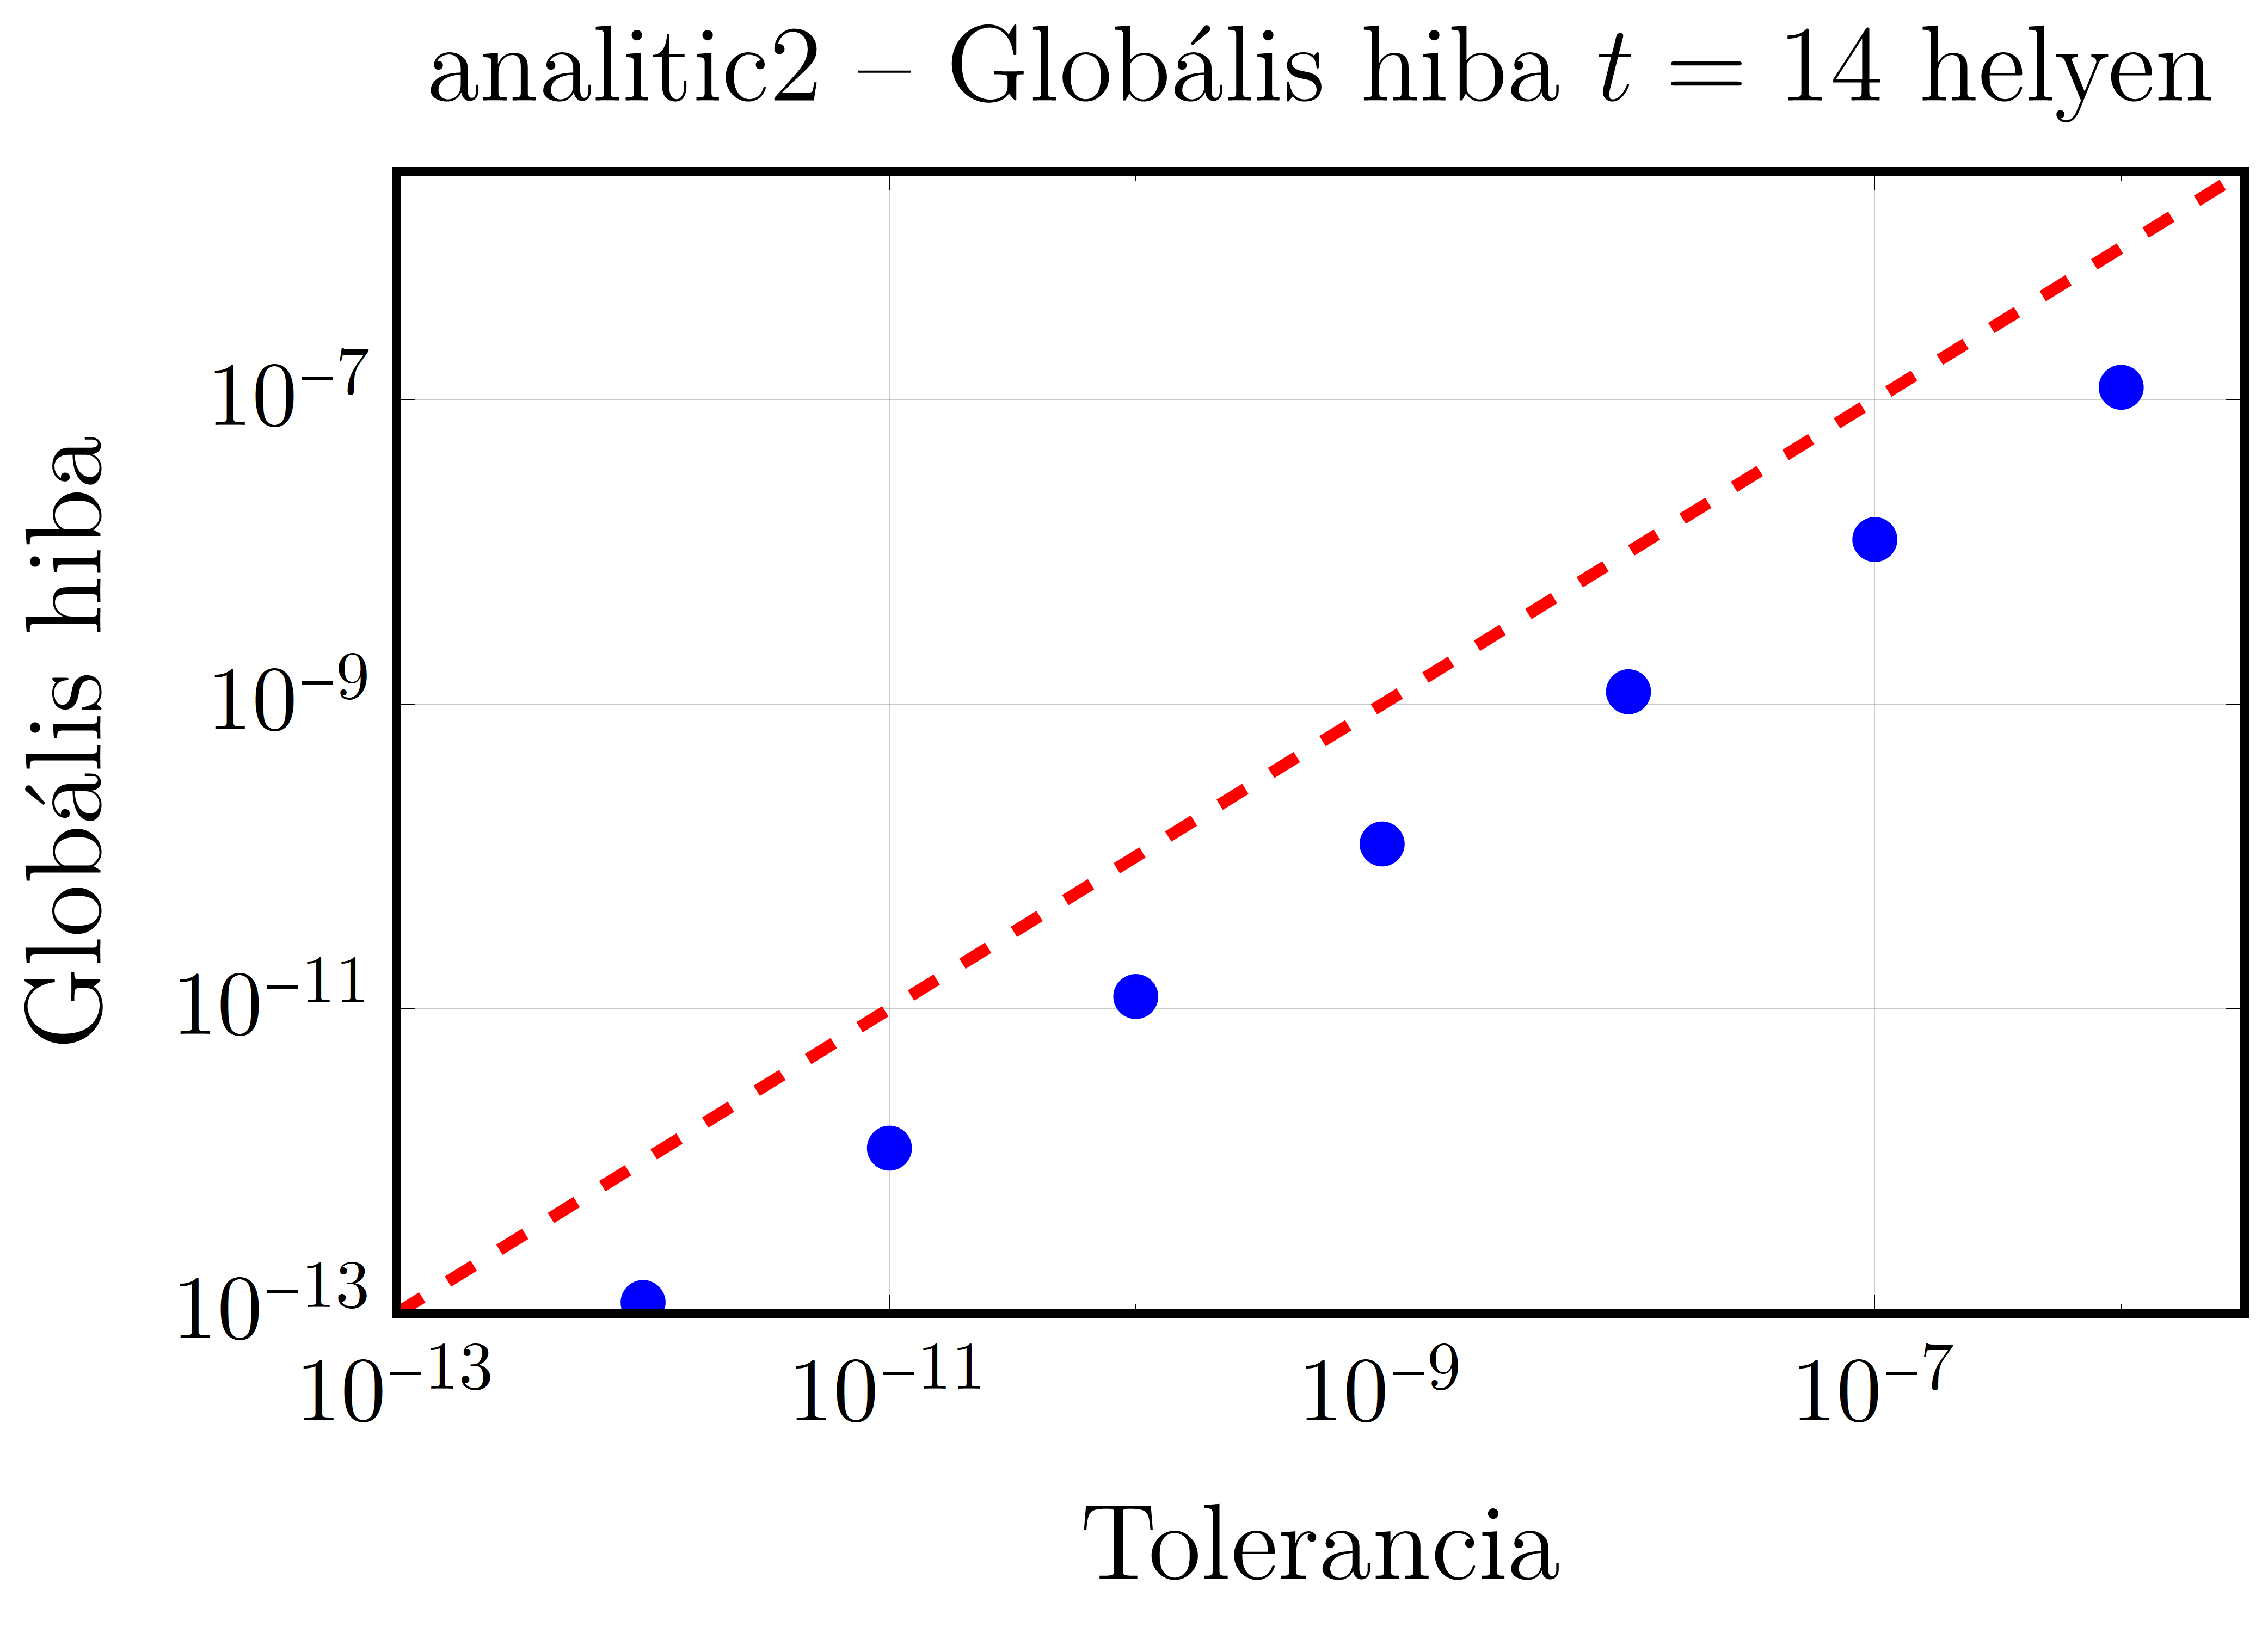 analitic2 – Globális hiba t = 14 helyen
Globális hiba
10⁻⁷
10⁻⁹
10⁻¹¹
10⁻¹³
10⁻¹³ 10⁻¹¹ 10⁻⁹ 10⁻⁷
Tolerancia